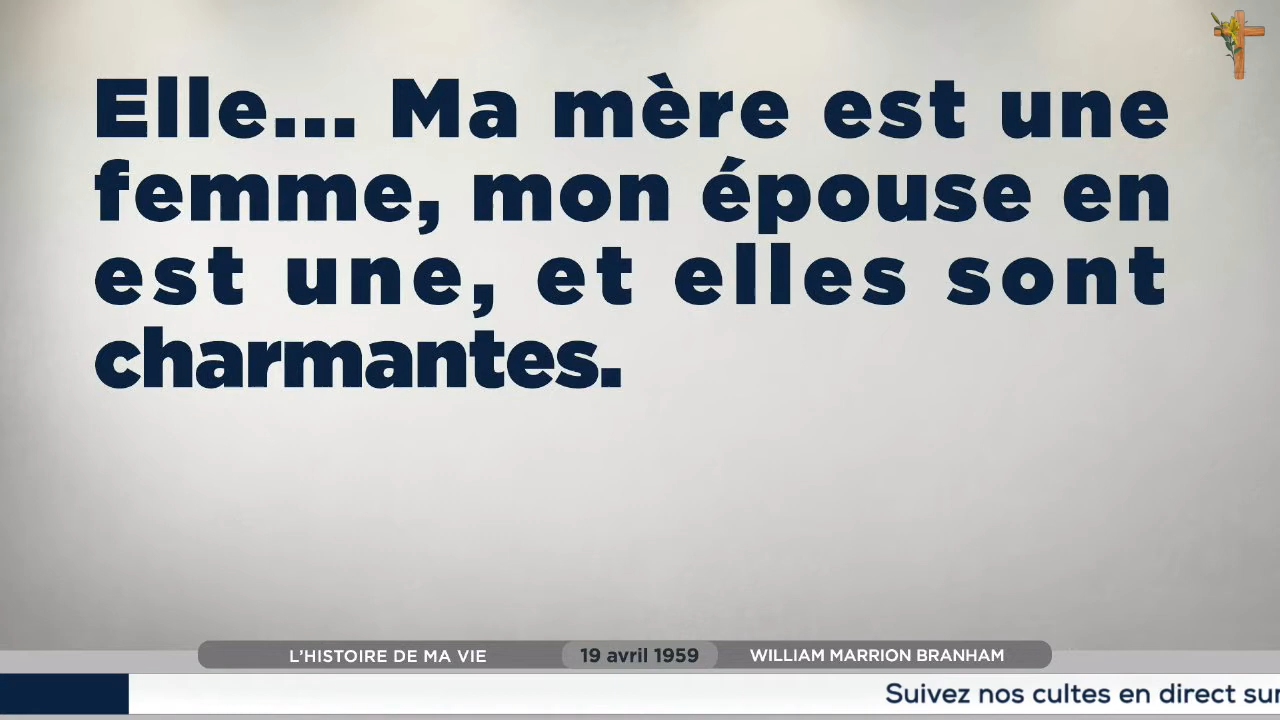 Elle... Ma mère est une
femme, mon épouse en
est une, et elles sont
charmantes.
L'HISTOIRE DE MA VIE
19 avril 1959
WILLIAM MARRION BRANHAM
Suivez nos cultes en direct sur